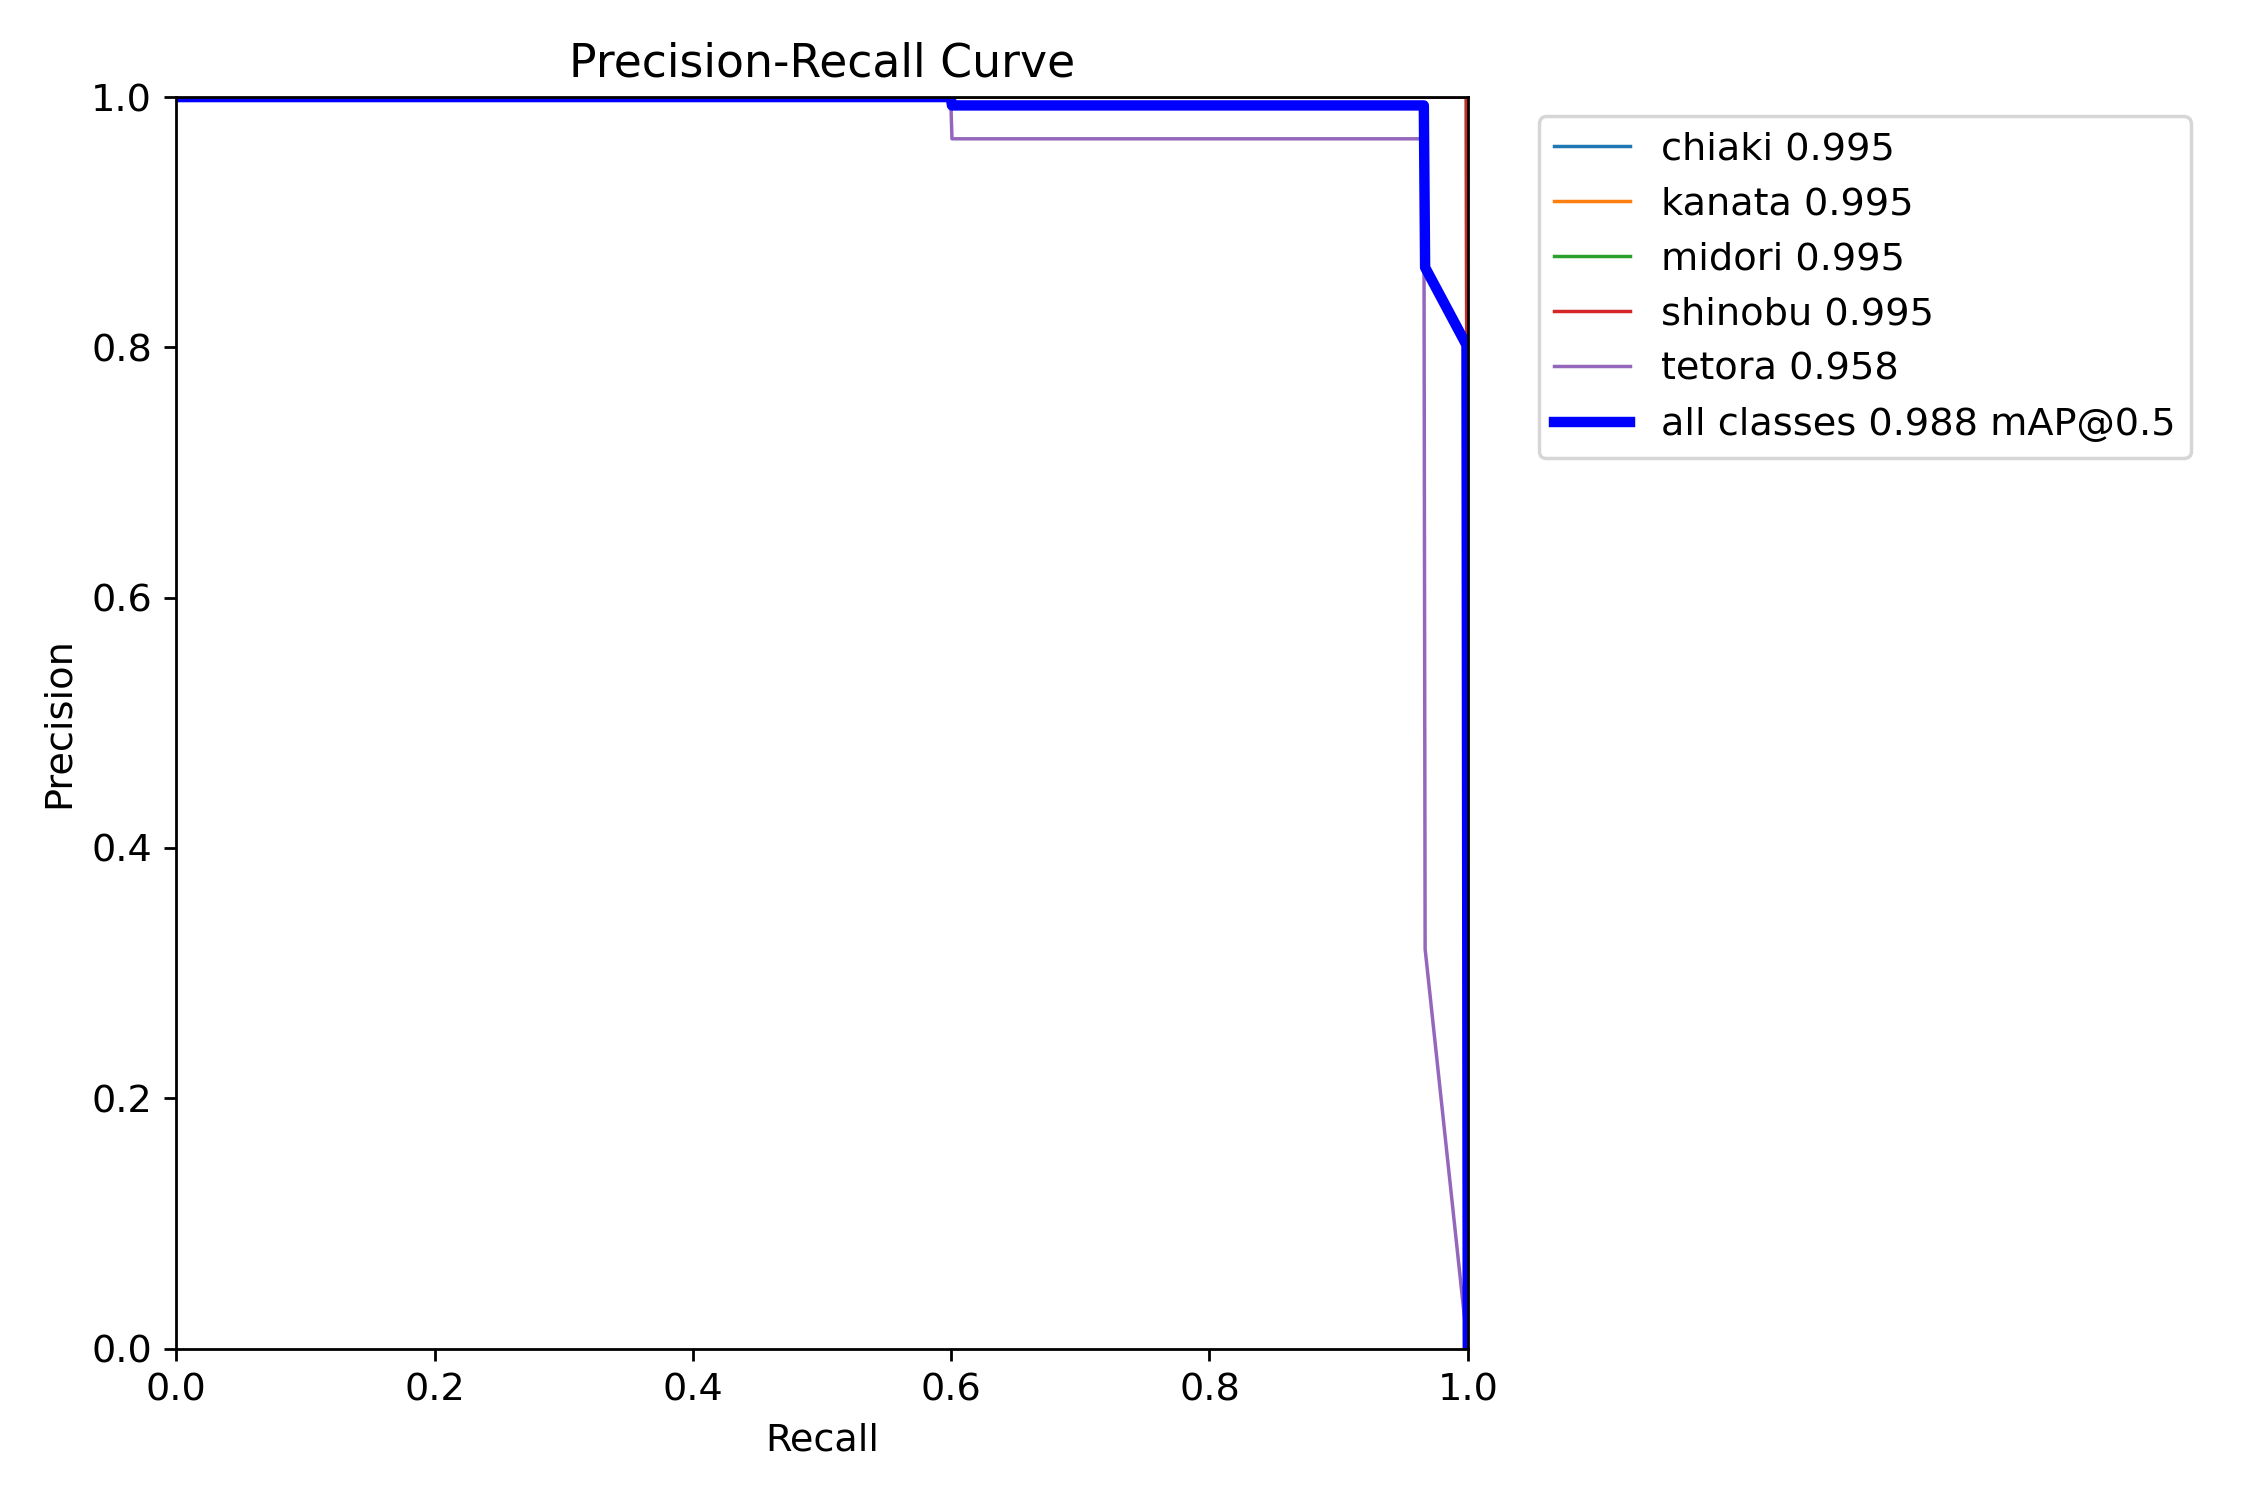 Precision-Recall Curve
1.0
0.8
0.6
0.4
0.2
0.0
Precision
0.0 0.2 0.4 0.6 0.8 1.0
Recall
chiaki 0.995
kanata 0.995
midori 0.995
shinobu 0.995
tetora 0.958
all classes 0.988 mAP@0.5